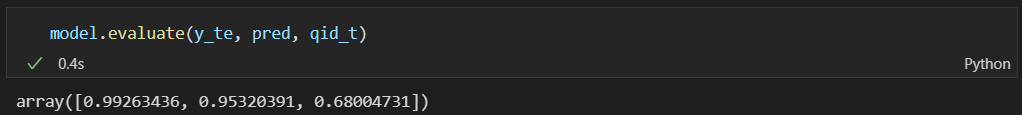 model.evaluate(y_te, pred, qid_t)
✓ 0.4s Python
array([0.99263436, 0.95320391, 0.68004731])